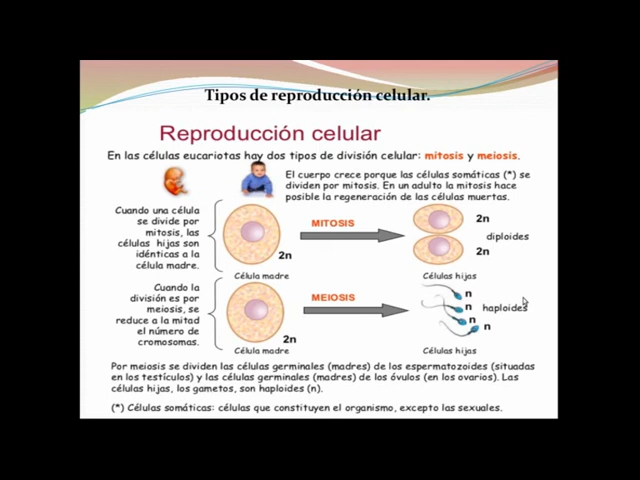 Tipos de reproducción celular.
Reproducción celular
En las células eucariotas hay dos tipos de división celular: mitosis y meiosis.
El cuerpo crece porque las células somáticas (*) se
dividen por mitosis. En un adulto la mitosis hace
posible la regeneración de las células muertas.
Cuando una célula
se divide por
mitosis, las
células hijas son
idénticas a la
célula madre.
2n
Célula madre
MITOSIS
2n
diploides
2n
Células hijas
Cuando la
división es por
meiosis, se
reduce a la mitad
el número de
cromosomas.
2n
Célula madre
MEIOSIS
n
n
haploides
n
n
Células hijas
Por meiosis se dividen las células germinales (madres) de los espermatozoides (situadas
en los testículos) y las células germinales (madres) de los óvulos (en los ovarios). Las
células hijas, los gametos, son haploides (n).
(*) Células somáticas: células que constituyen el organismo, excepto las sexuales.